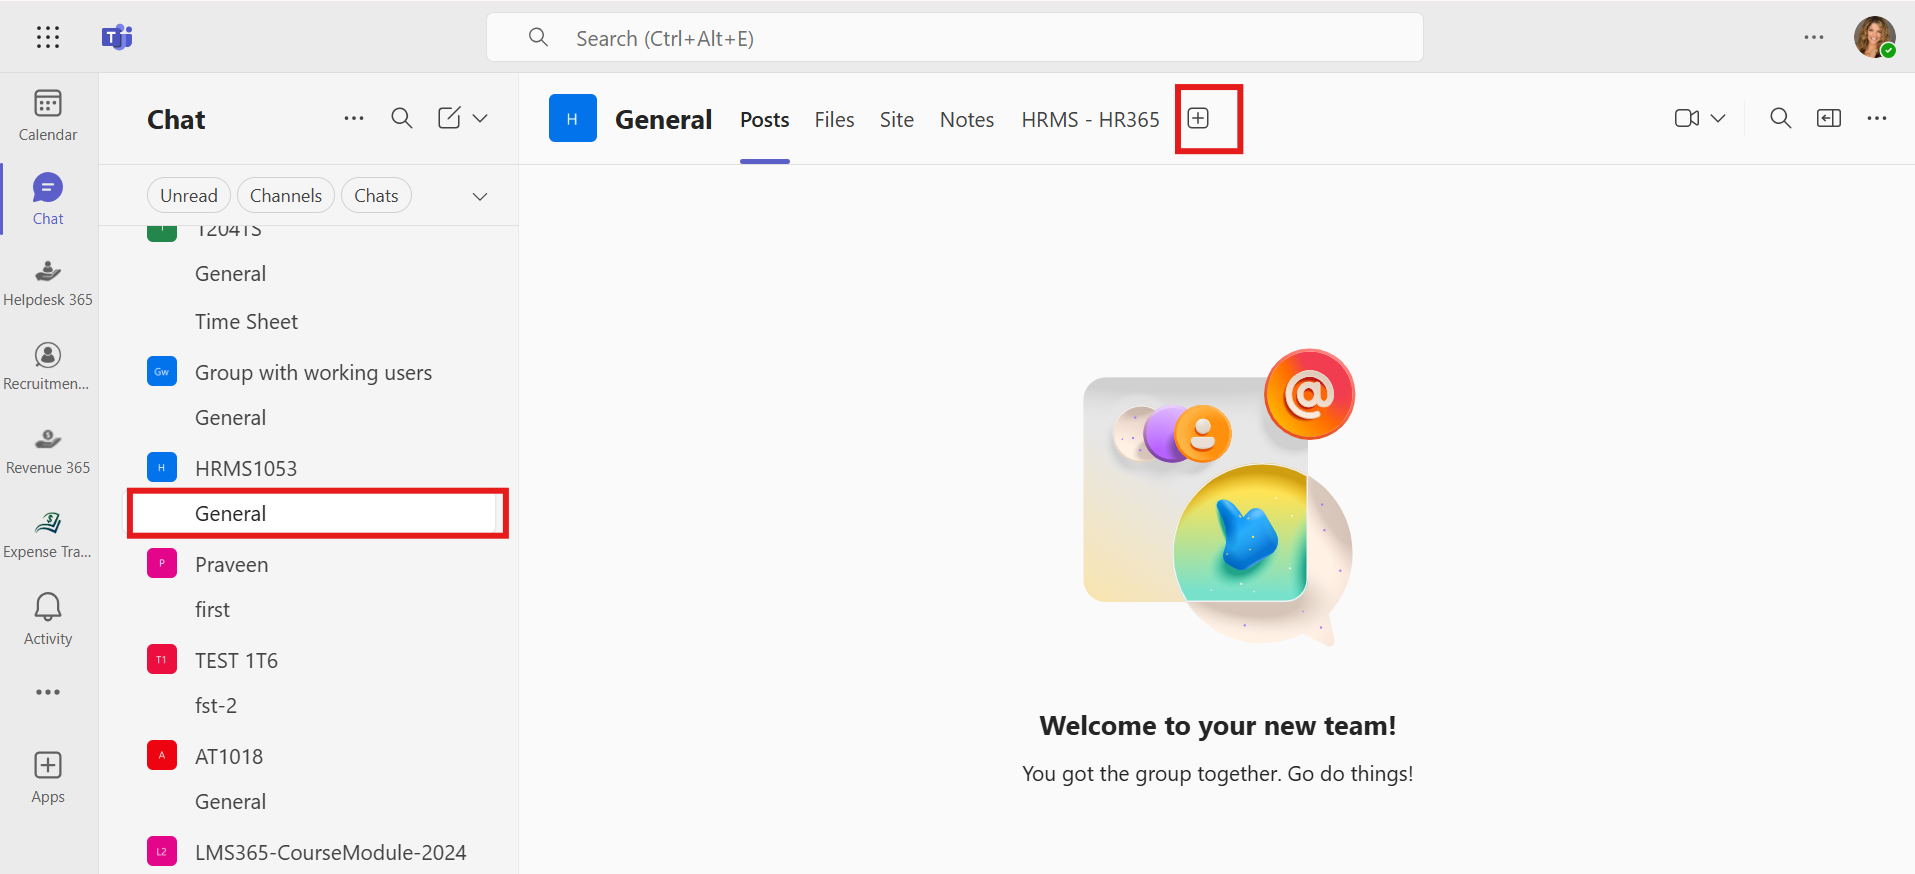 Search (Ctrl+Alt+E)
Calendar
Chat
Helpdesk 365
Recruitmen...
Revenue 365
Expense Tra...
Activity
Apps
Chat
Unread
Channels
Chats
T2041S
General
Time Sheet
Gw
Group with working users
General
H
HRMS1053
General
P
Praveen
first
T1
TEST 1T6
fst-2
A
AT1018
General
L2
LMS365-CourseModule-2024
H
General
Posts
Files
Site
Notes
HRMS - HR365
@
Welcome to your new team!
You got the group together. Go do things!